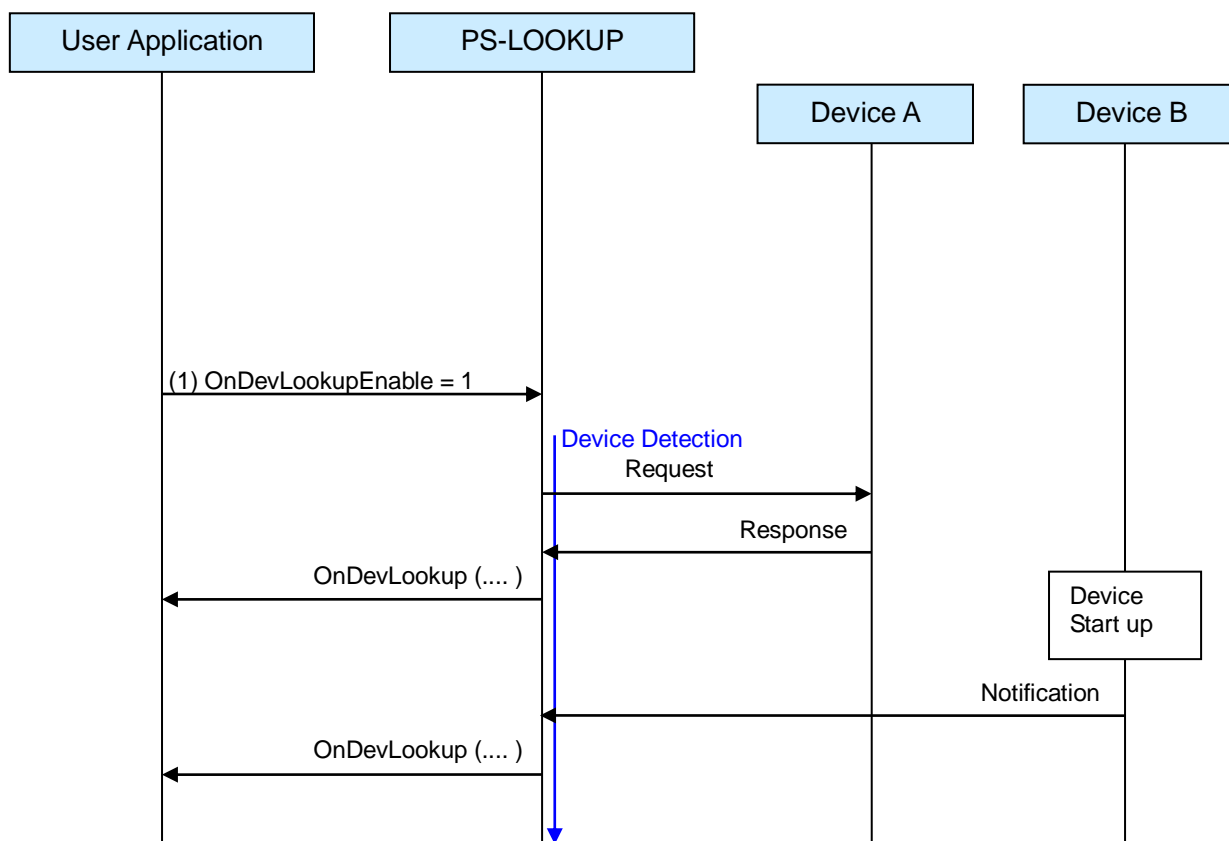 User Application
PS-LOOKUP
Device A
Device B
(1) OnDevLookupEnable = 1
Device Detection
Request
Response
OnDevLookup (.... )
Device
Start up
Notification
OnDevLookup (.... )